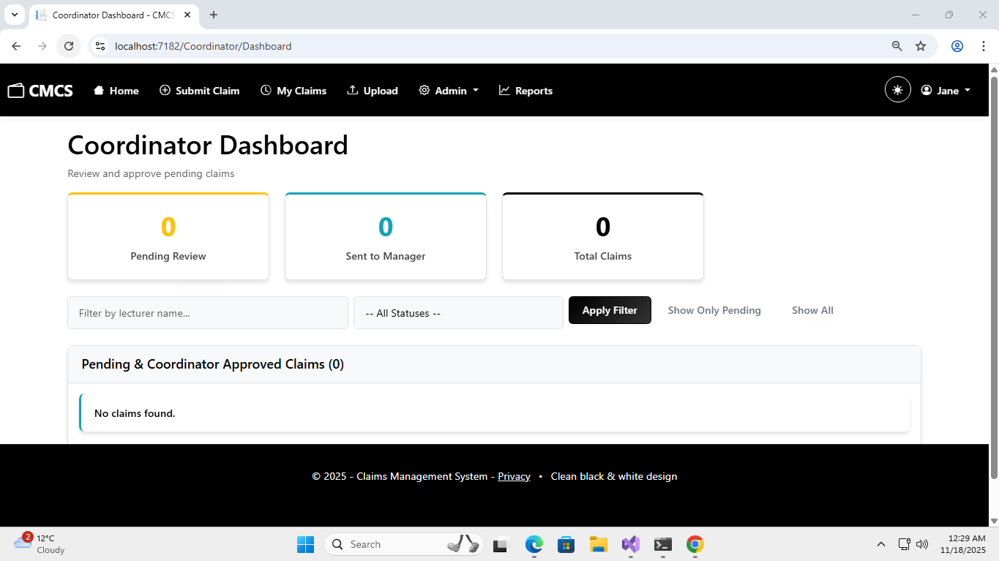 Coordinator Dashboard - CMCS
localhost:7182/Coordinator/Dashboard
CMCS Home Submit Claim My Claims Upload Admin Reports Jane
Coordinator Dashboard
Review and approve pending claims
0 0 0
Pending Review Sent to Manager Total Claims
Filter by lecturer name... -- All Statuses -- Apply Filter Show Only Pending Show All
Pending & Coordinator Approved Claims (0)
No claims found.
© 2025 - Claims Management System - Privacy • Clean black & white design
2 12°C
Cloudy
Search
12:29 AM
11/18/2025